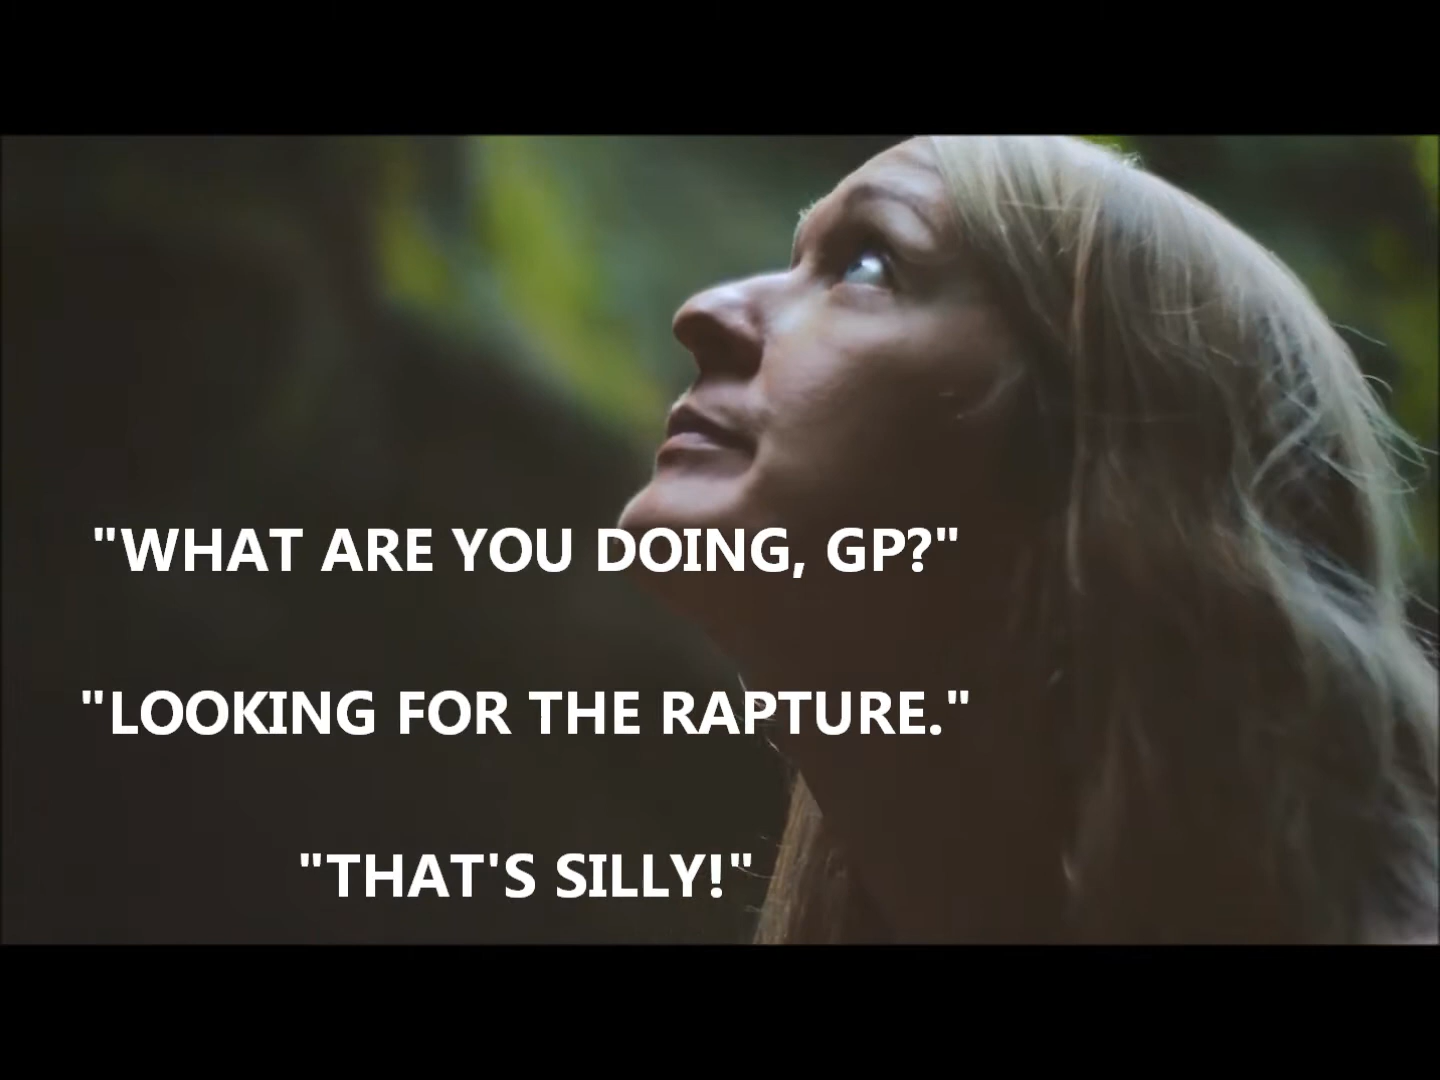 "WHAT ARE YOU DOING, GP?"
"LOOKING FOR THE RAPTURE."
"THAT'S SILLY!"